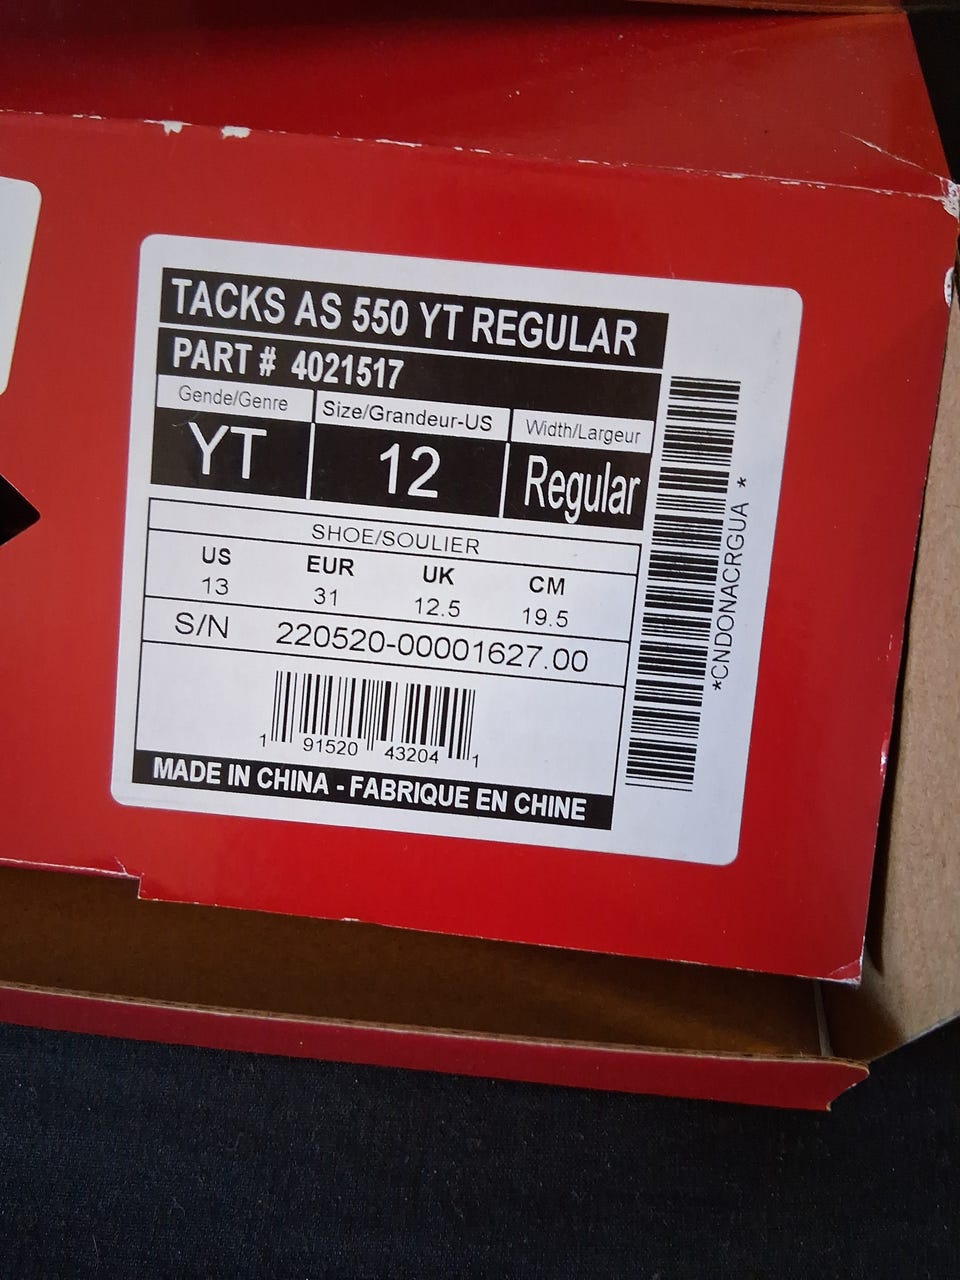 TACKS AS 550 YT REGULAR
PART # 4021517
Gende/Genre Size/Grandeur-US Width/Largeur
YT 12 Regular
SHOE/SOULIER
US EUR UK CM
13 31 12.5 19.5
S/N 220520-00001627.00
1 91520 43204 1
MADE IN CHINA - FABRIQUE EN CHINE
*CNDONACRGUA *